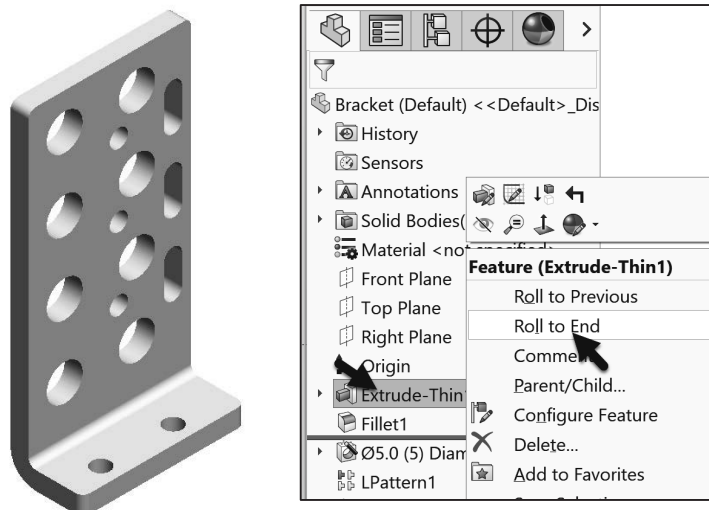 Bracket (Default) <<Default>_Dis
History
Sensors
Annotations
Solid Bodies(
Material <not specified>
Front Plane
Top Plane
Right Plane
Origin
Extrude-Thin1
Fillet1
Ø5.0 (5) Diam
LPattern1
Feature (Extrude-Thin1)
Roll to Previous
Roll to End
Comment
Parent/Child...
Configure Feature
Delete...
Add to Favorites